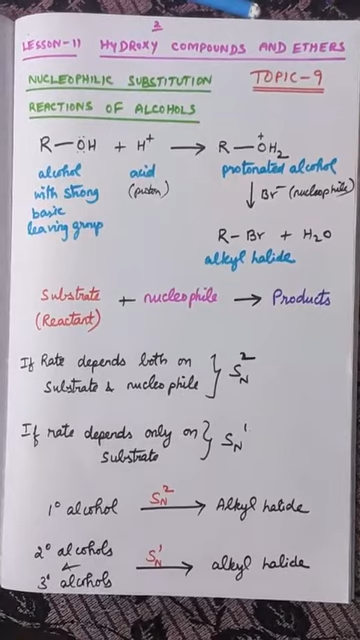 2
LESSON-11 HYDROXY COMPOUNDS AND ETHERS
NUCLEOPHILIC SUBSTITUTION TOPIC-9
REACTIONS OF ALCOHOLS
R—ÖH + H⁺ → R—O⁺H₂
alcohol acid protonated alcohol
with strong (proton) ↓ Br⁻ (nucleophile)
basic
leaving group R-Br + H₂O
alkyl halide
Substrate + nucleophile → Products
(Reactant)
If Rate depends both on } SN²
Substrate & nucleophile
If rate depends only on } SN¹
Substrate
1° alcohol SN² → Alkyl halide
2° alcohols SN¹ → alkyl halide
3° alcohols